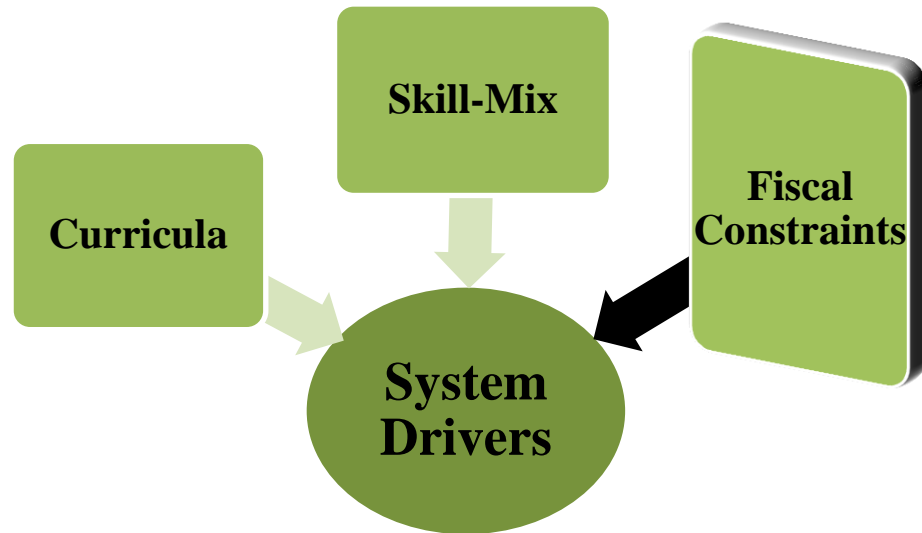 Curricula
Skill-Mix
Fiscal
Constraints
System
Drivers